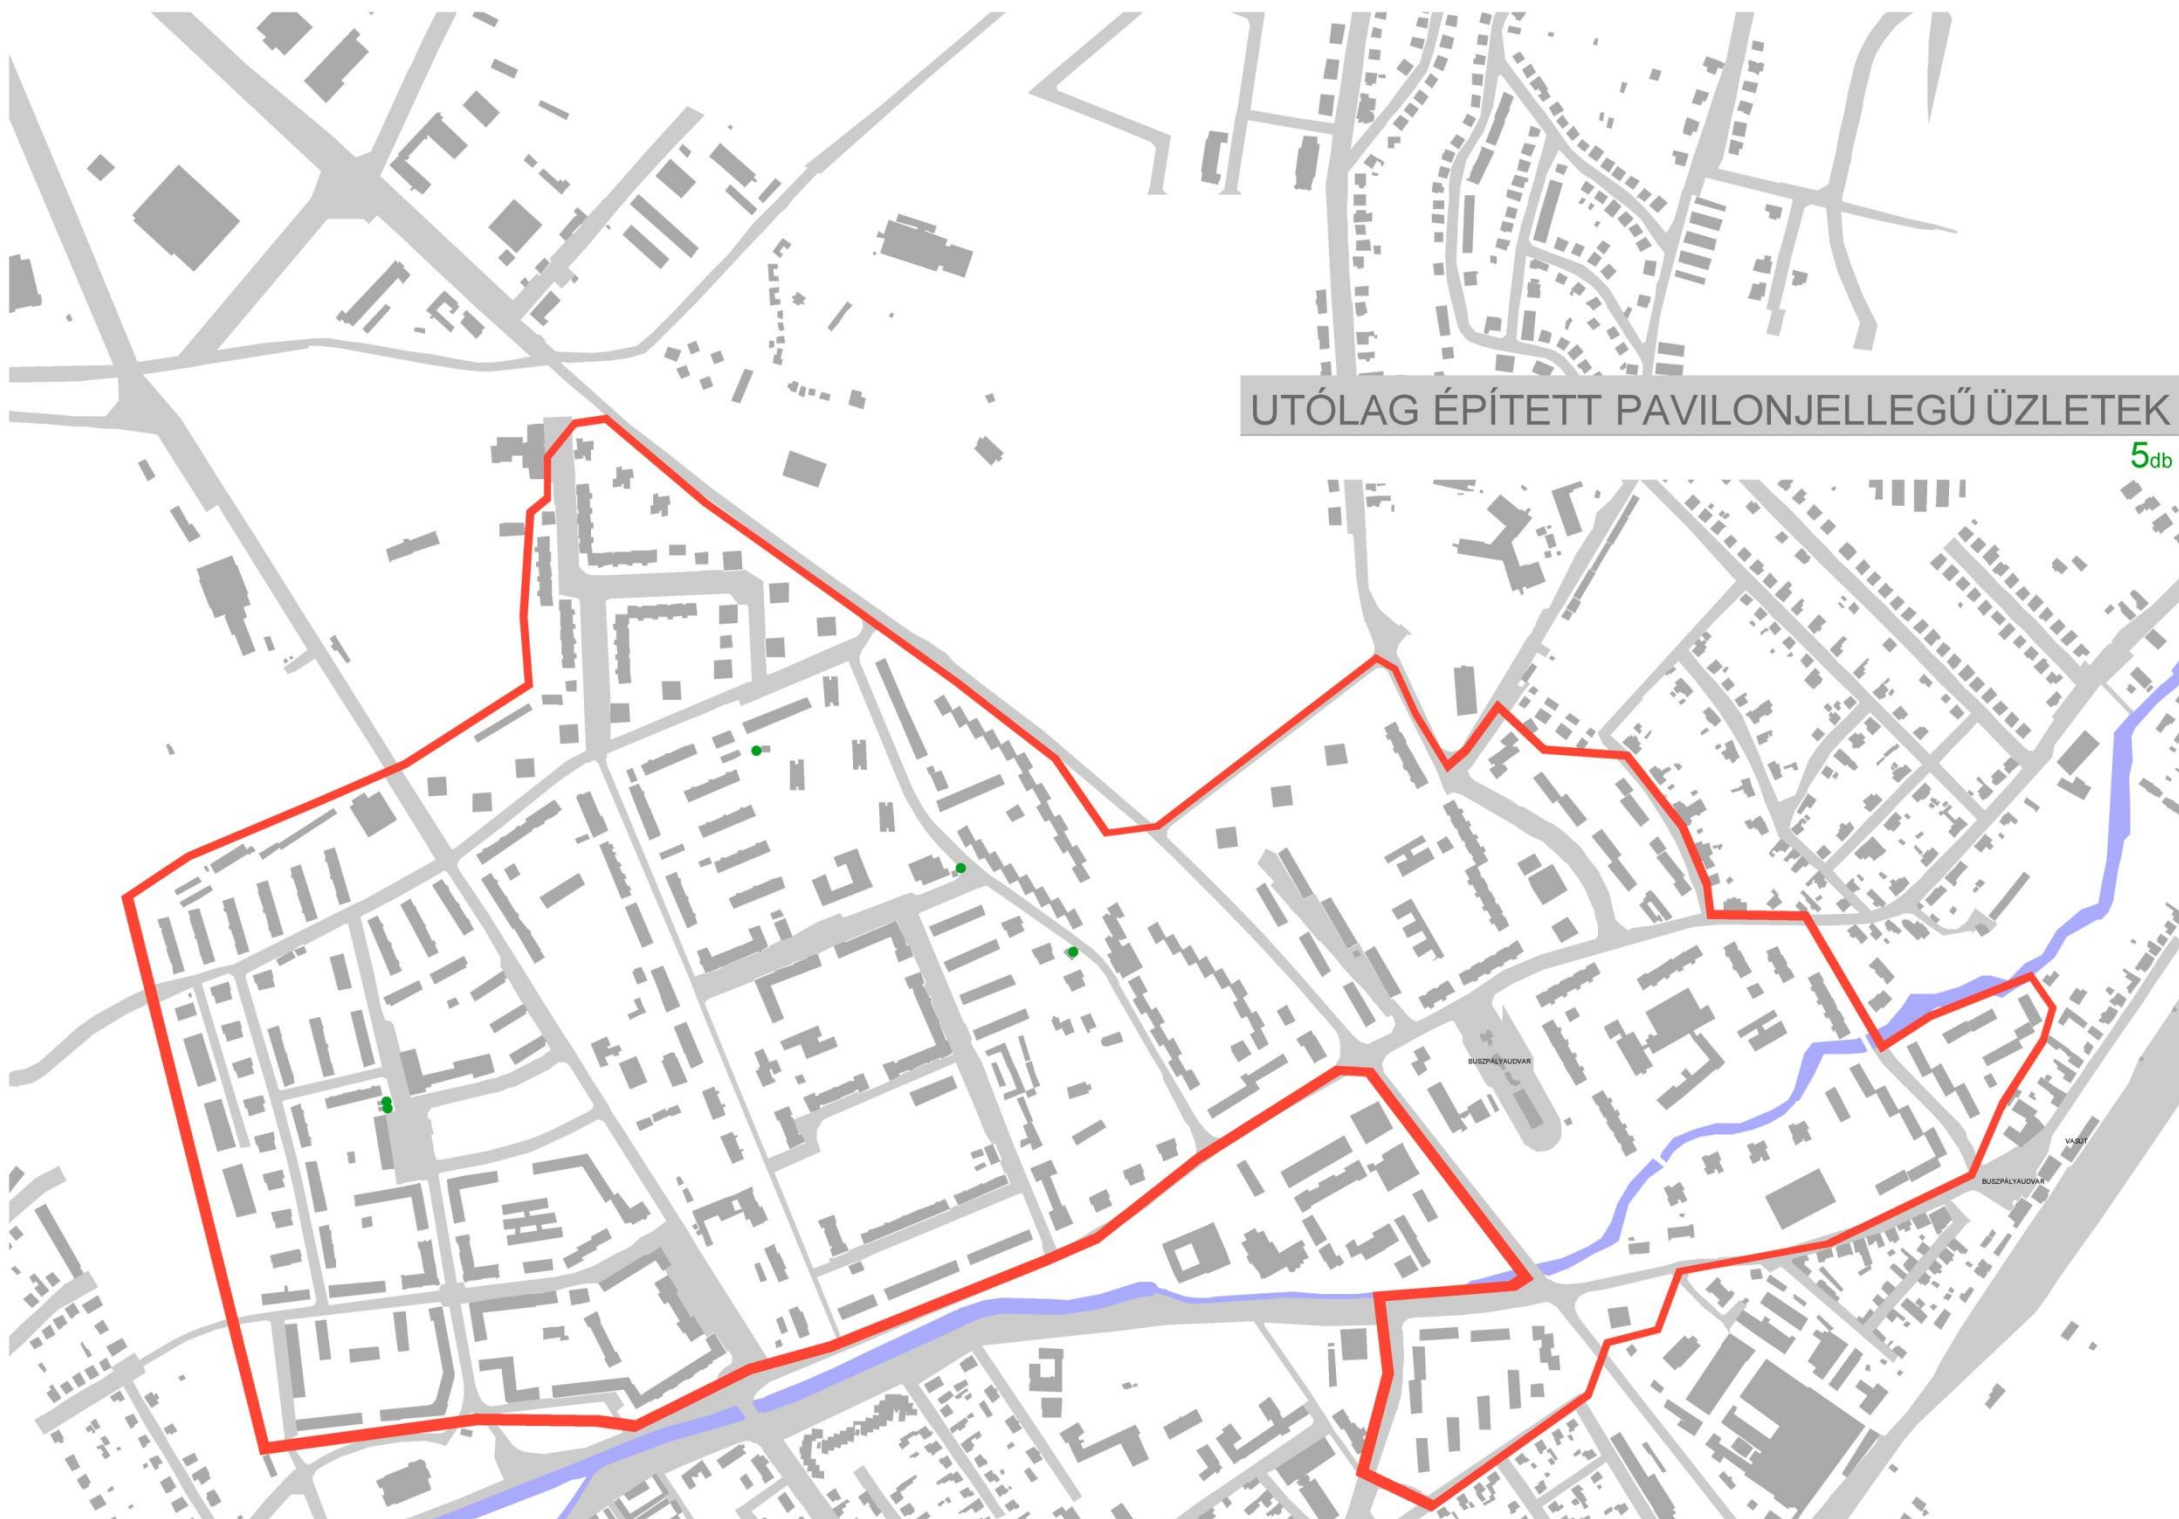 UTÓLAG ÉPÍTETT PAVILONJELLEGŰ ÜZLETEK
5db
BUSZPÁLYAUDVAR
VASÚT
BUSZPÁLYAUDVAR